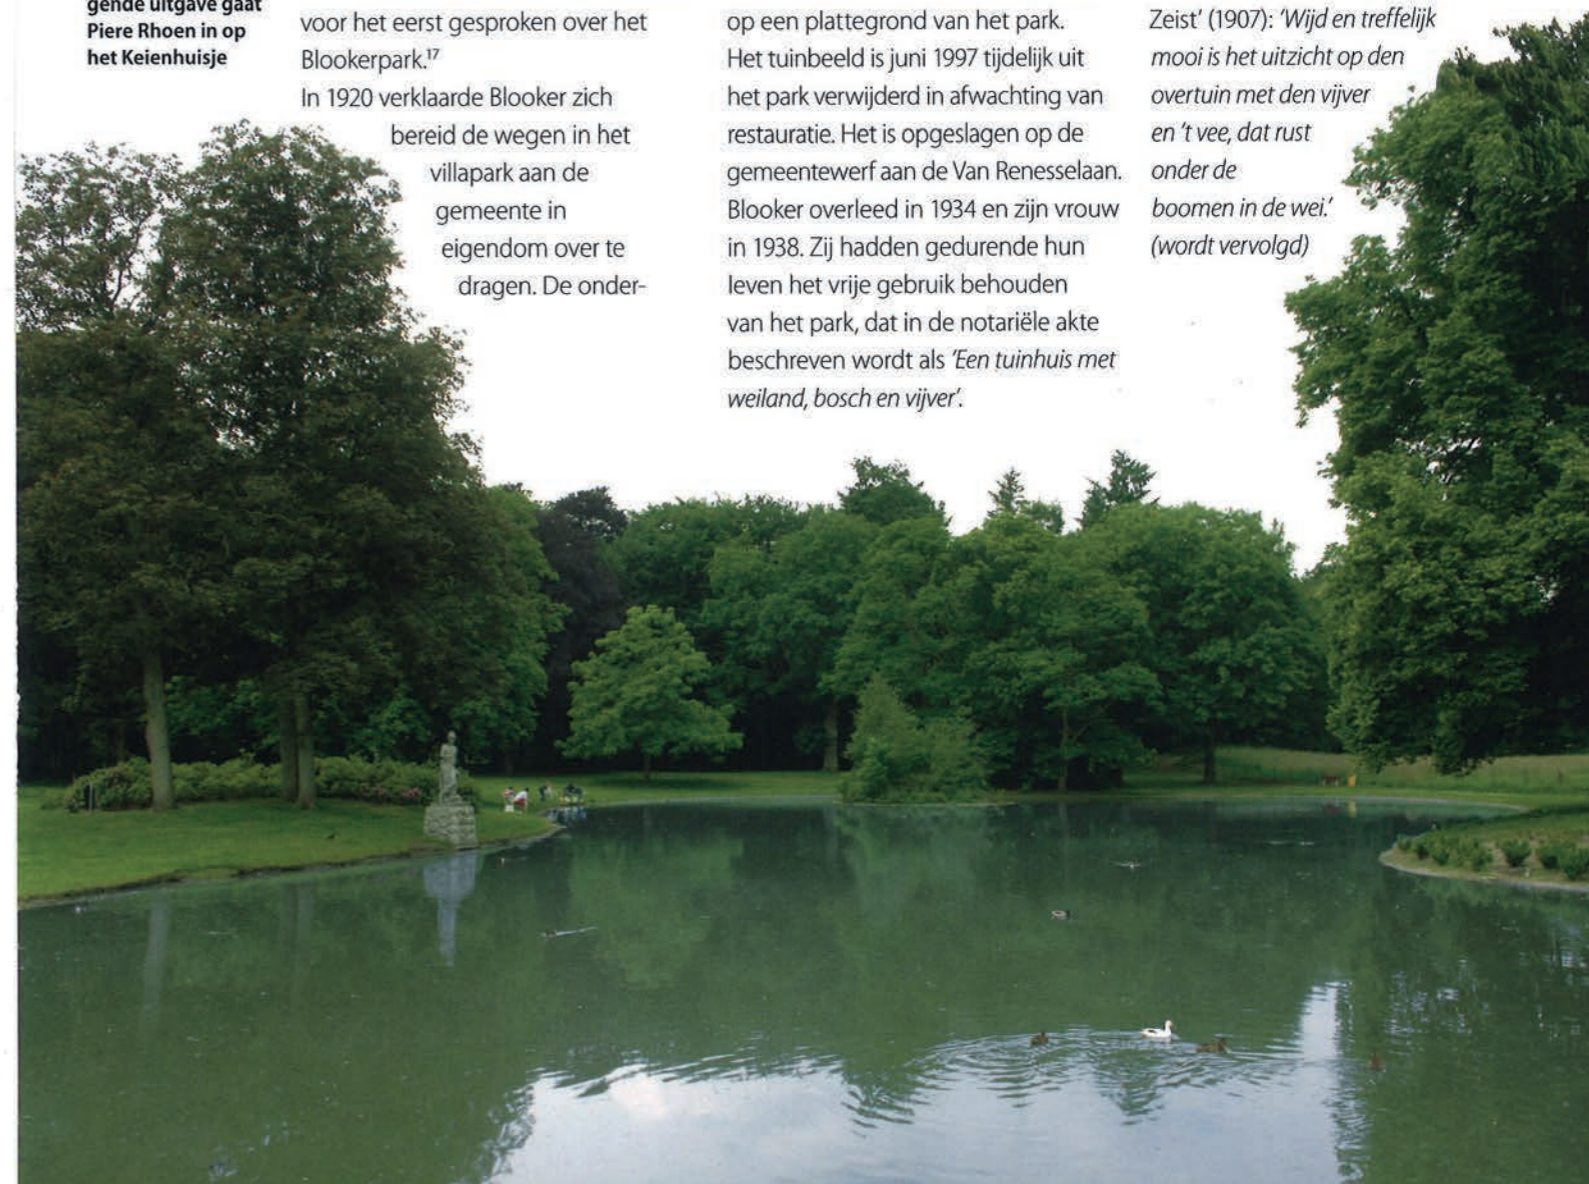 gende uitgave gaat
Piere Rhoen in op
het Keienhuisje
voor het eerst gesproken over het
Blookerpark.¹⁷
In 1920 verklaarde Blooker zich
bereid de wegen in het
villapark aan de
gemeente in
eigendom over te
dragen. De onder-
op een plattegrond van het park.
Het tuinbeeld is juni 1997 tijdelijk uit
het park verwijderd in afwachting van
restauratie. Het is opgeslagen op de
gemeentewerf aan de Van Renesselaan.
Blooker overleed in 1934 en zijn vrouw
in 1938. Zij hadden gedurende hun
leven het vrije gebruik behouden
van het park, dat in de notariële akte
beschreven wordt als 'Een tuinhuis met
weiland, bosch en vijver'.
Zeist' (1907): 'Wijd en treffelijk
mooi is het uitzicht op den
overtuin met den vijver
en 't vee, dat rust
onder de
boomen in de wei.'
(wordt vervolgd)